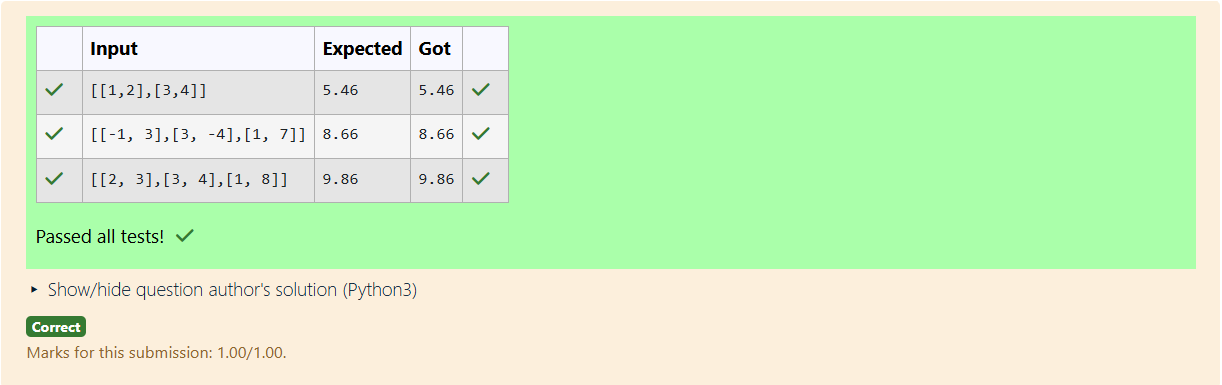 Input Expected Got
[[1,2],[3,4]] 5.46 5.46
[[-1, 3],[3, -4],[1, 7]] 8.66 8.66
[[2, 3],[3, 4],[1, 8]] 9.86 9.86
Passed all tests!
Show/hide question author's solution (Python3)
Correct
Marks for this submission: 1.00/1.00.